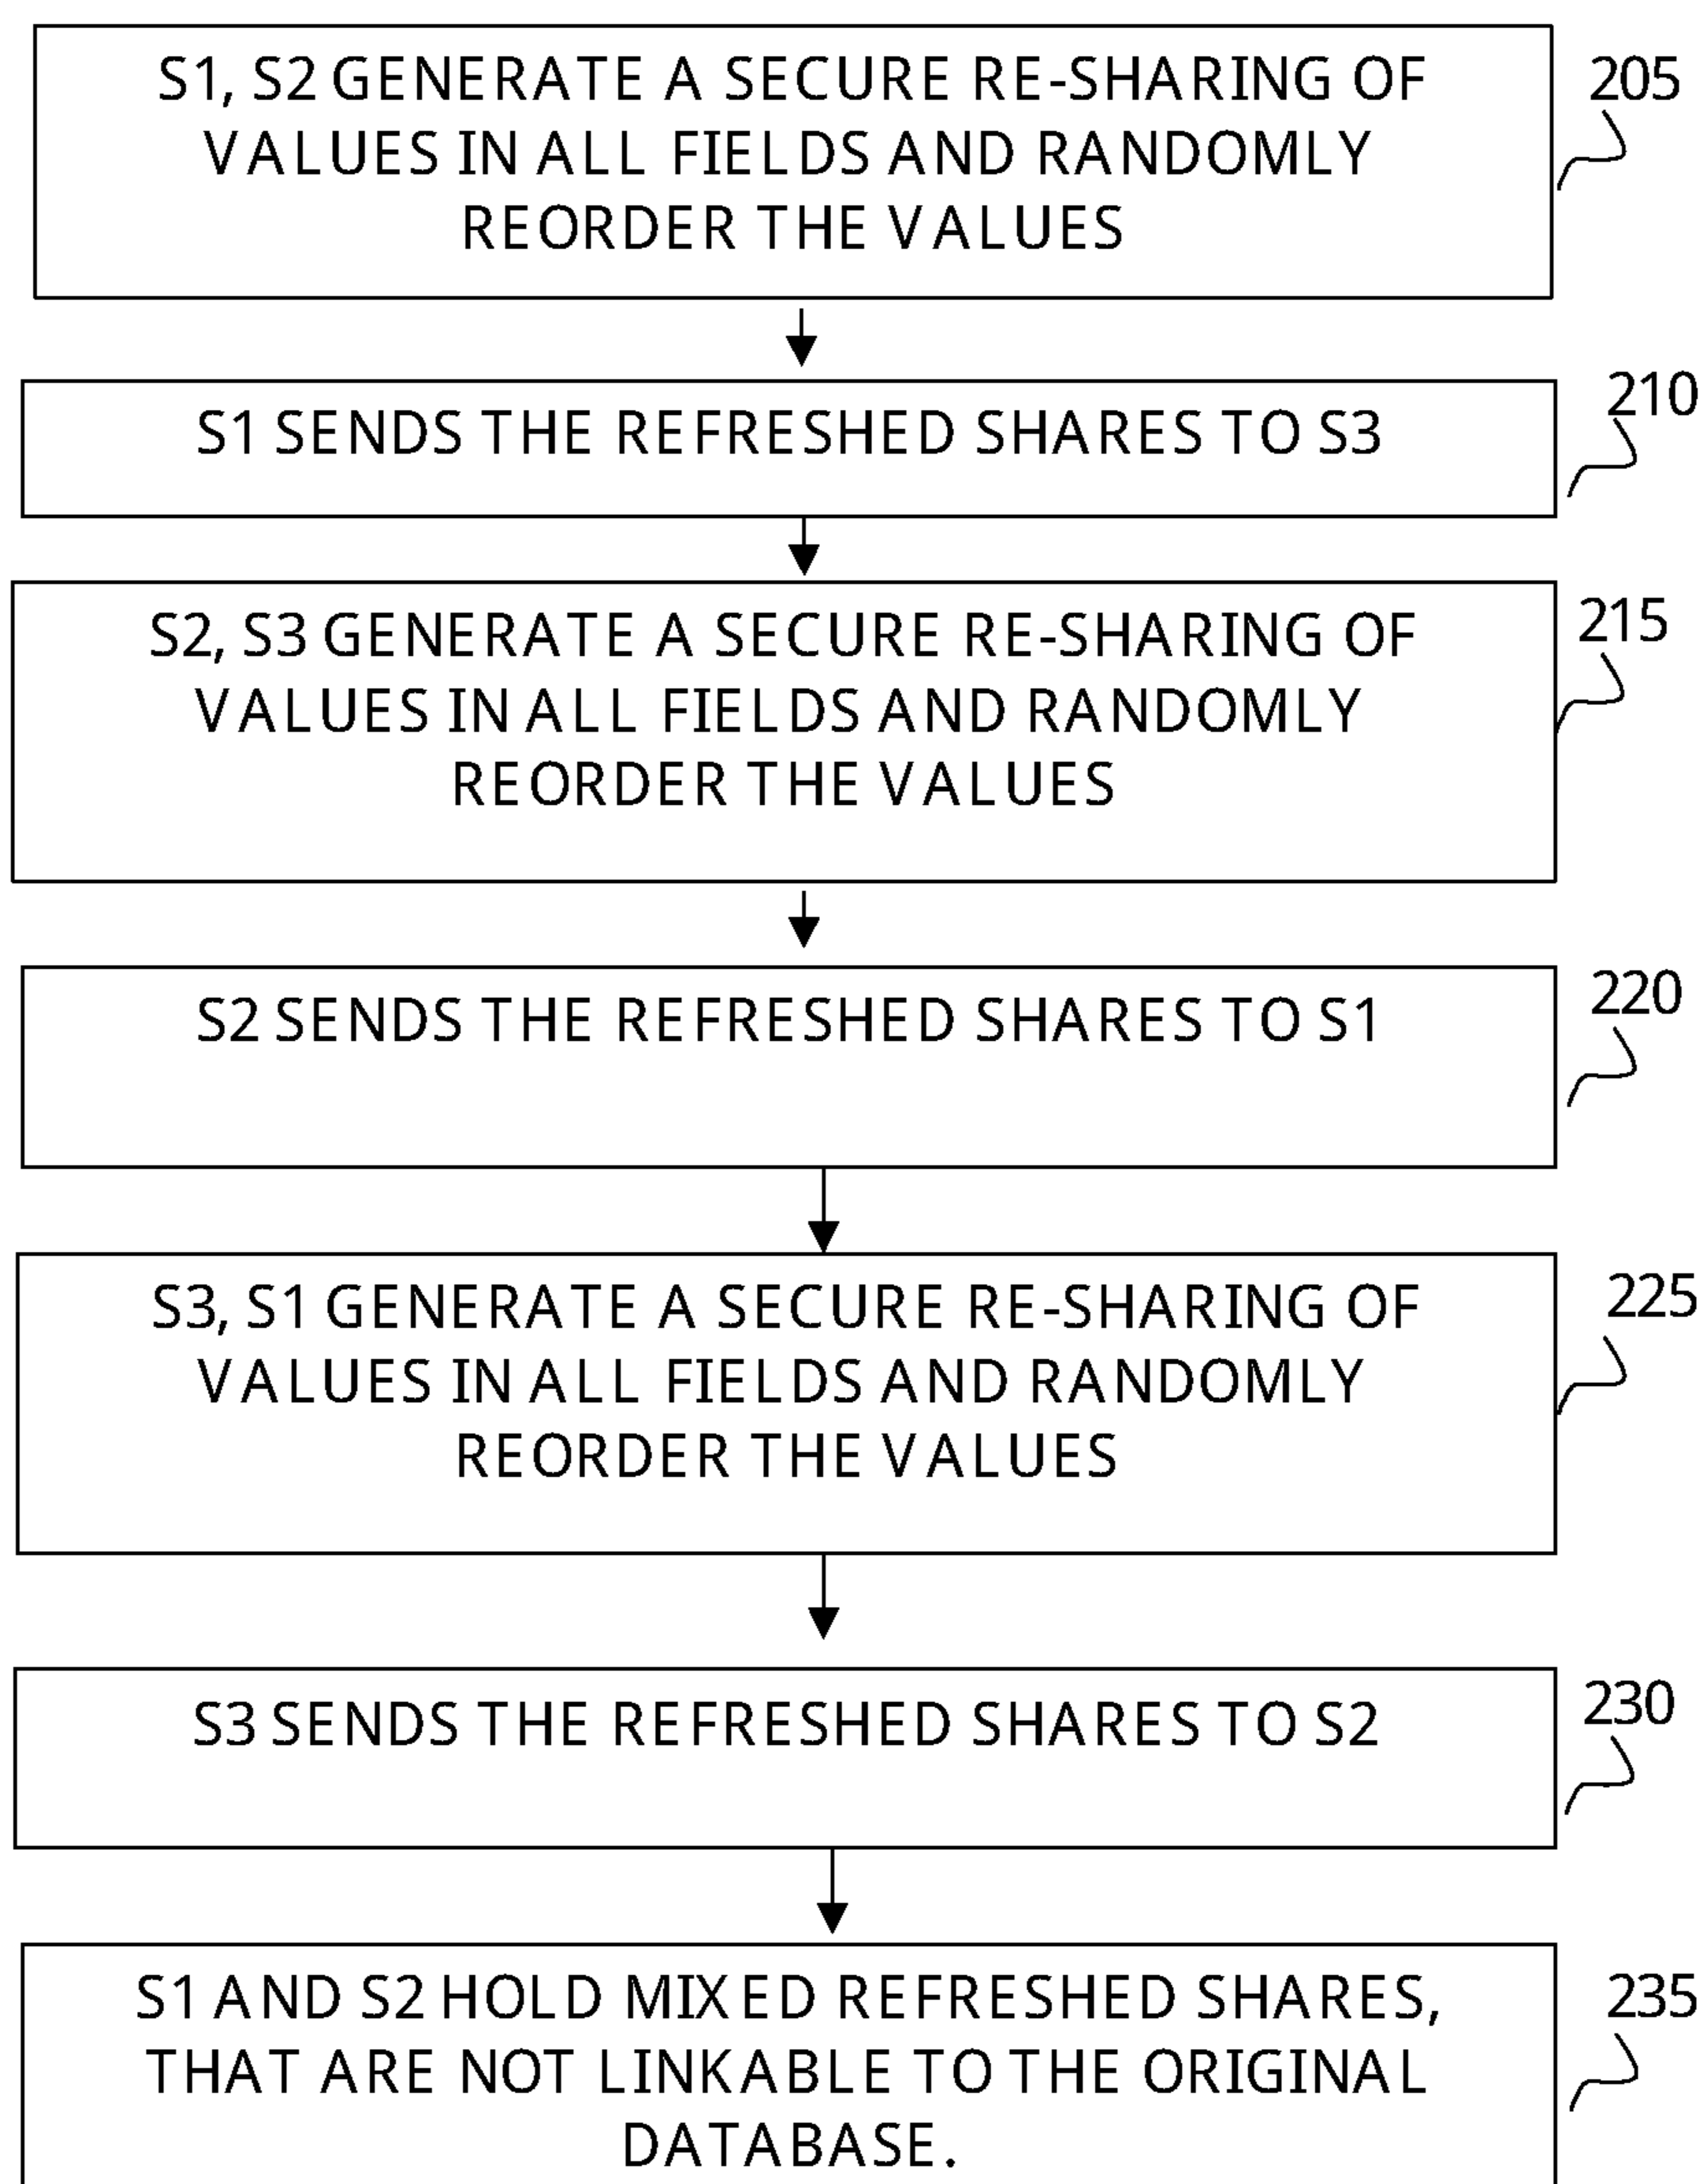 S1, S2 GENERATE A SECURE RE-SHARING OF
VALUES IN ALL FIELDS AND RANDOMLY
REORDER THE VALUES
205
S1 SENDS THE REFRESHED SHARES TO S3
210
S2, S3 GENERATE A SECURE RE-SHARING OF
VALUES IN ALL FIELDS AND RANDOMLY
REORDER THE VALUES
215
S2 SENDS THE REFRESHED SHARES TO S1
220
S3, S1 GENERATE A SECURE RE-SHARING OF
VALUES IN ALL FIELDS AND RANDOMLY
REORDER THE VALUES
225
S3 SENDS THE REFRESHED SHARES TO S2
230
S1 AND S2 HOLD MIXED REFRESHED SHARES,
THAT ARE NOT LINKABLE TO THE ORIGINAL
DATABASE.
235